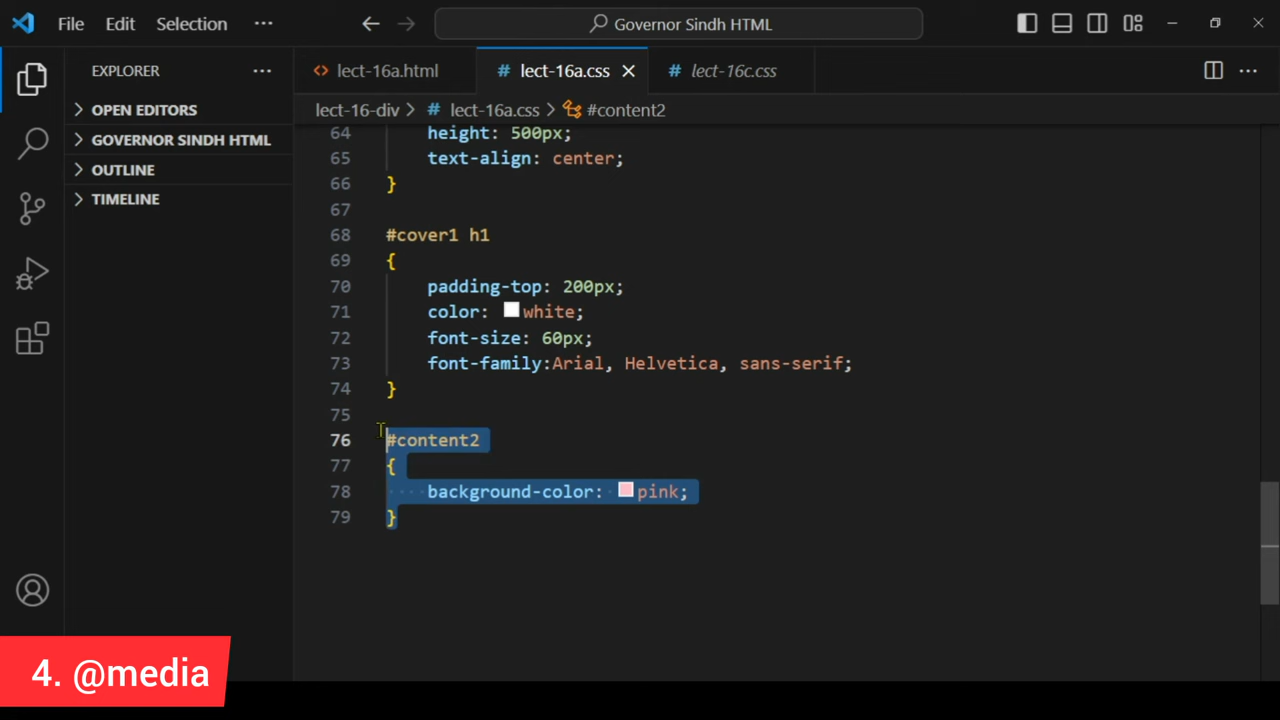 File Edit Selection ··· Governor Sindh HTML
EXPLORER ···
OPEN EDITORS
GOVERNOR SINDH HTML
OUTLINE
TIMELINE
<> lect-16a.html # lect-16a.css # lect-16c.css ···
lect-16-div > # lect-16a.css > #content2
64 height: 500px;
65 text-align: center;
66 }
67
68 #cover1 h1
69 {
70 padding-top: 200px;
71 color: white;
72 font-size: 60px;
73 font-family:Arial, Helvetica, sans-serif;
74 }
75
76 #content2
77 {
78 background-color: pink;
79 }
4. @media